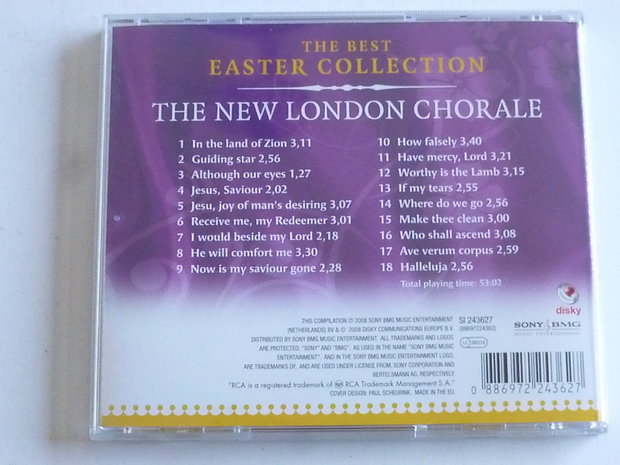 THE BEST
EASTER COLLECTION
THE NEW LONDON CHORALE
1 In the land of Zion 3,11
2 Guiding star 2,56
3 Although our eyes 1,27
4 Jesus, Saviour 2,02
5 Jesu, joy of man's desiring 3,07
6 Receive me, my Redeemer 3,01
7 I would beside my Lord 2,18
8 He will comfort me 3,30
9 Now is my saviour gone 2,28
10 How falsely 3,40
11 Have mercy, Lord 3,21
12 Worthy is the Lamb 3,15
13 If my tears 2,55
14 Where do we go 2,56
15 Make thee clean 3,00
16 Who shall ascend 3,08
17 Ave verum corpus 2,59
18 Halleluja 2,56
Total playing time: 53:02
disky
THIS COMPILATION ℗ 2008 SONY BMG MUSIC ENTERTAINMENT
(NETHERLANDS) BV & © 2008 DISKY COMMUNICATIONS EUROPE B.V.
DISTRIBUTED BY SONY BMG MUSIC ENTERTAINMENT. ALL TRADEMARKS AND LOGOS
ARE PROTECTED. "SONY" AND "BMG", AS USED IN THE NAME "SONY BMG MUSIC
ENTERTAINMENT", AND IN THE SONY BMG MUSIC ENTERTAINMENT LOGO,
ARE TRADEMARKS OF, AND ARE USED UNDER LICENSE FROM, SONY CORPORATION AND
BERTELSMANN AG, RESPECTIVELY.
"RCA is a registered trademark of RCA Trademark Management S.A."
COVER DESIGN: PAUL SCHEURINK. MADE IN THE EU.
SI 243627
(88697224362)
LC
SONY BMG
MUSIC ENTERTAINMENT
0 886972 243627